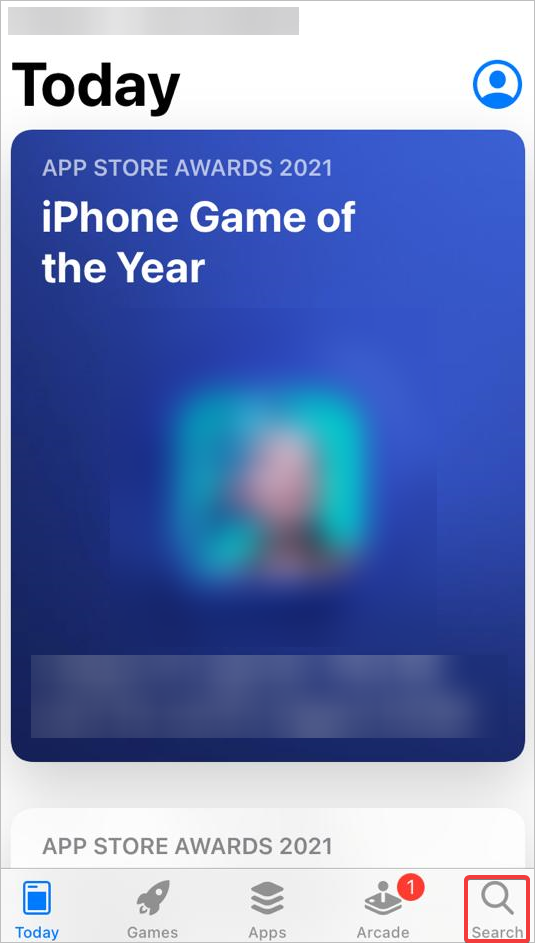 Today
APP STORE AWARDS 2021
iPhone Game of
the Year
APP STORE AWARDS 2021
1
Today
Games
Apps
Arcade
Search